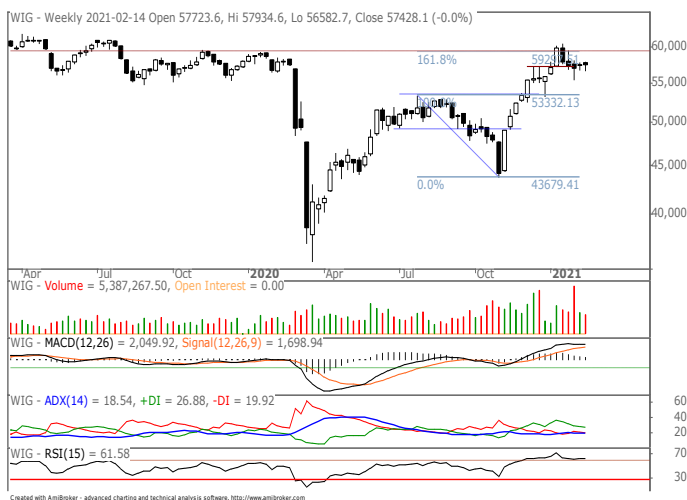 WIG - Weekly 2021-02-14 Open 57723.6, Hi 57934.6, Lo 56582.7, Close 57428.1 (-0.0%)
60,000
161.8%
55,000
53332.13
50,000
45,000
0.0% 43679.41
40,000
Apr Jul Oct 2020 Apr Jul Oct 2021
WIG - Volume = 5,387,267.50, Open Interest = 0.00
WIG - MACD(12,26) = 2,049.92, Signal(12,26,9) = 1,698.94
WIG - ADX(14) = 18.54, +DI = 26.88, -DI = 19.92
60
40
20
WIG - RSI(15) = 61.58
70
30
Created with AmiBroker - advanced charting and technical analysis software. http://www.amibroker.com